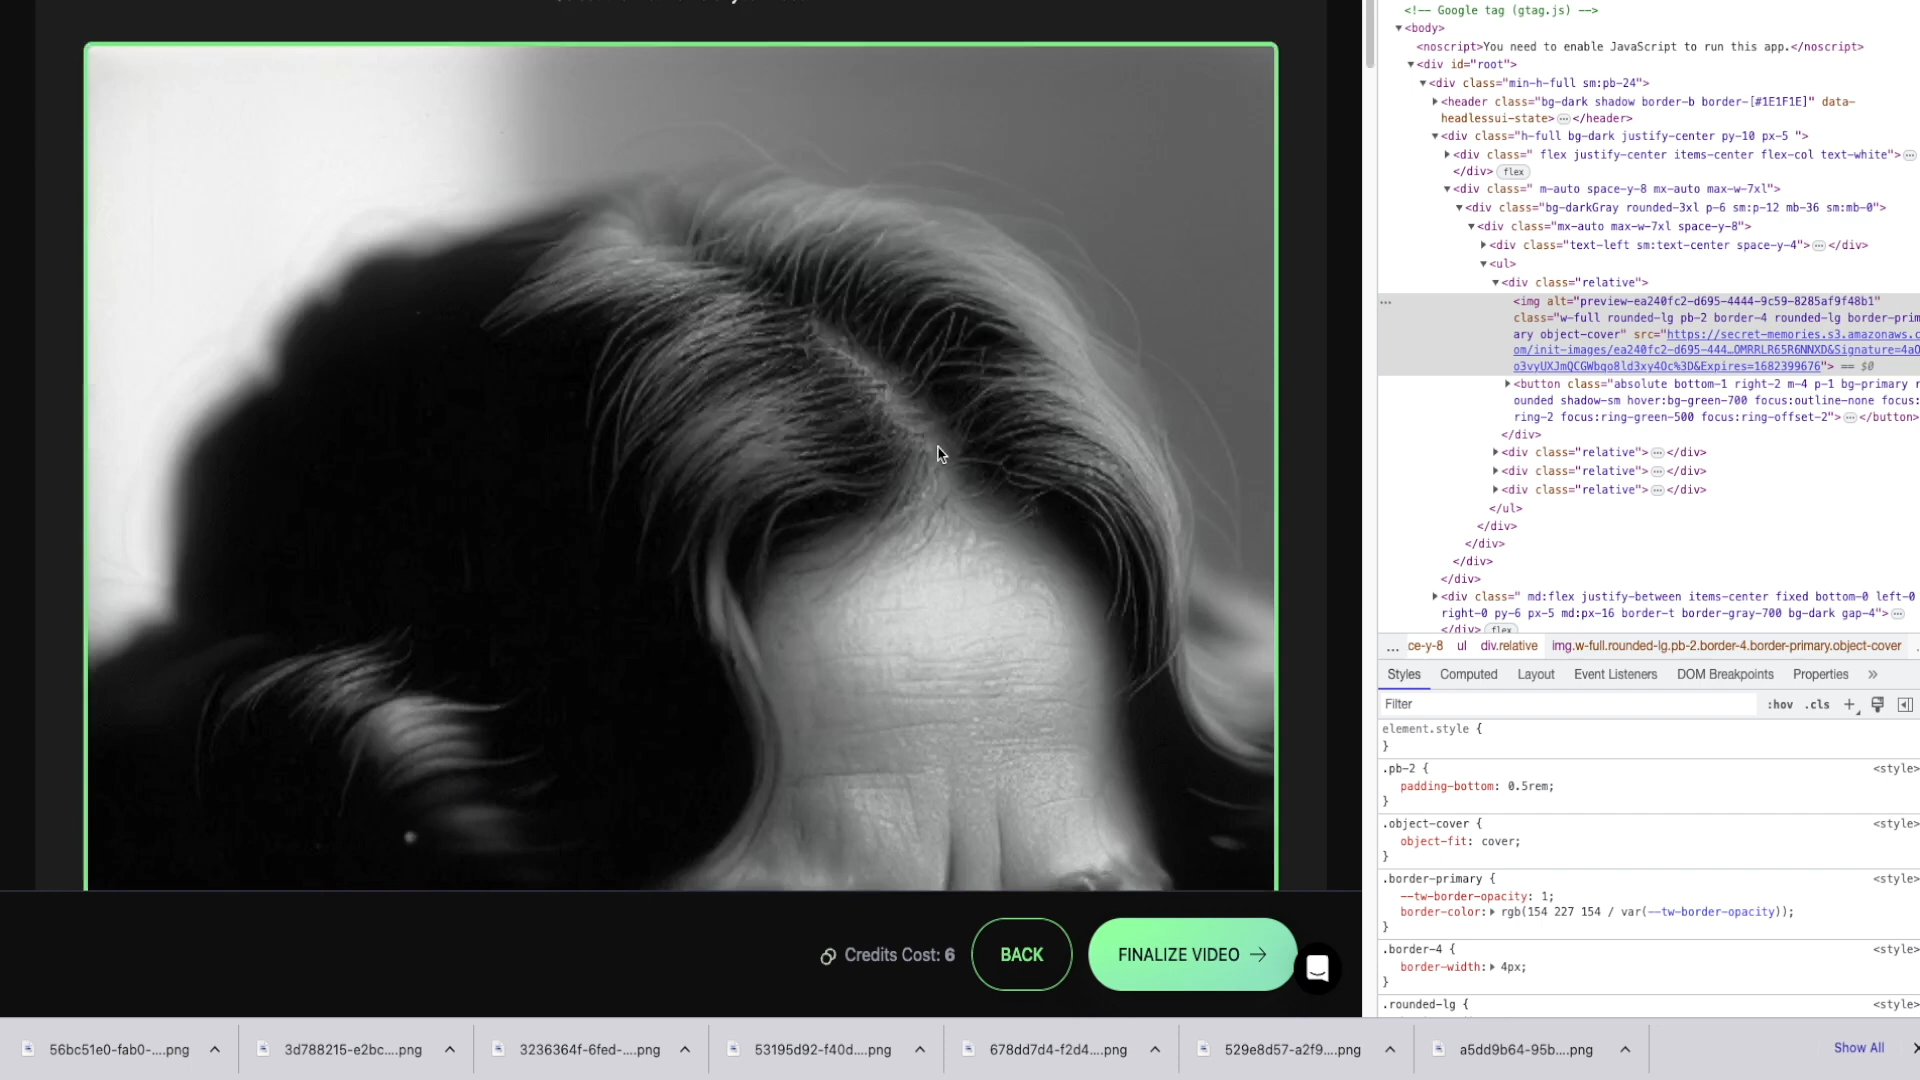 <!-- Google tag (gtag.js) -->
▼<body>
<noscript>You need to enable JavaScript to run this app.</noscript>
▼<div id="root">
▼<div class="min-h-full sm:pb-24">
▶<header class="bg-dark shadow border-b border-[#1E1F1E]" data-
headlessui-state>…</header>
▼<div class="h-full bg-dark justify-center py-10 px-5 ">
▶<div class=" flex justify-center items-center flex-col text-white">…
</div> flex
▼<div class=" m-auto space-y-8 mx-auto max-w-7xl">
▼<div class="bg-darkGray rounded-3xl p-6 sm:p-12 mb-36 sm:mb-0">
▼<div class="mx-auto max-w-7xl space-y-8">
▶<div class="text-left sm:text-center space-y-4">…</div>
▼<ul>
▼<div class="relative">
… <img alt="preview-ea240fc2-d695-4444-9c59-8285af9f48b1"
class="w-full rounded-lg pb-2 border-4 rounded-lg border-prim
ary object-cover" src="https://secret-memories.s3.amazonaws.c
om/init-images/ea240fc2-d695-444…OMRRLR65R6NNXD&Signature=4aO
o3vyUXJmQCGWbqo8ld3xy4Oc%3D&Expires=1682399676"> == $0
▶<button class="absolute bottom-1 right-2 m-4 p-1 bg-primary r
ounded shadow-sm hover:bg-green-700 focus:outline-none focus:
ring-2 focus:ring-green-500 focus:ring-offset-2">…</button>
</div>
▶<div class="relative">…</div>
▶<div class="relative">…</div>
▶<div class="relative">…</div>
</ul>
</div>
</div>
</div>
</div>
▶<div class=" md:flex justify-between items-center fixed bottom-0 left-0
right-0 py-6 px-5 md:px-16 border-t border-gray-700 bg-dark gap-4">…
</div> flex
… ce-y-8 ul div.relative img.w-full.rounded-lg.pb-2.border-4.border-primary.object-cover
Styles Computed Layout Event Listeners DOM Breakpoints Properties »
Filter :hov .cls +
element.style {
}
.pb-2 { <style>
padding-bottom: 0.5rem;
}
.object-cover { <style>
object-fit: cover;
}
.border-primary { <style>
--tw-border-opacity: 1;
border-color:▶ rgb(154 227 154 / var(--tw-border-opacity));
}
.border-4 { <style>
border-width:▶ 4px;
}
.rounded-lg { <style>
Credits Cost: 6 BACK FINALIZE VIDEO →
56bc51e0-fab0-....png 3d788215-e2bc....png 3236364f-6fed-....png 53195d92-f40d....png 678dd7d4-f2d4....png 529e8d57-a2f9....png a5dd9b64-95b....png Show All